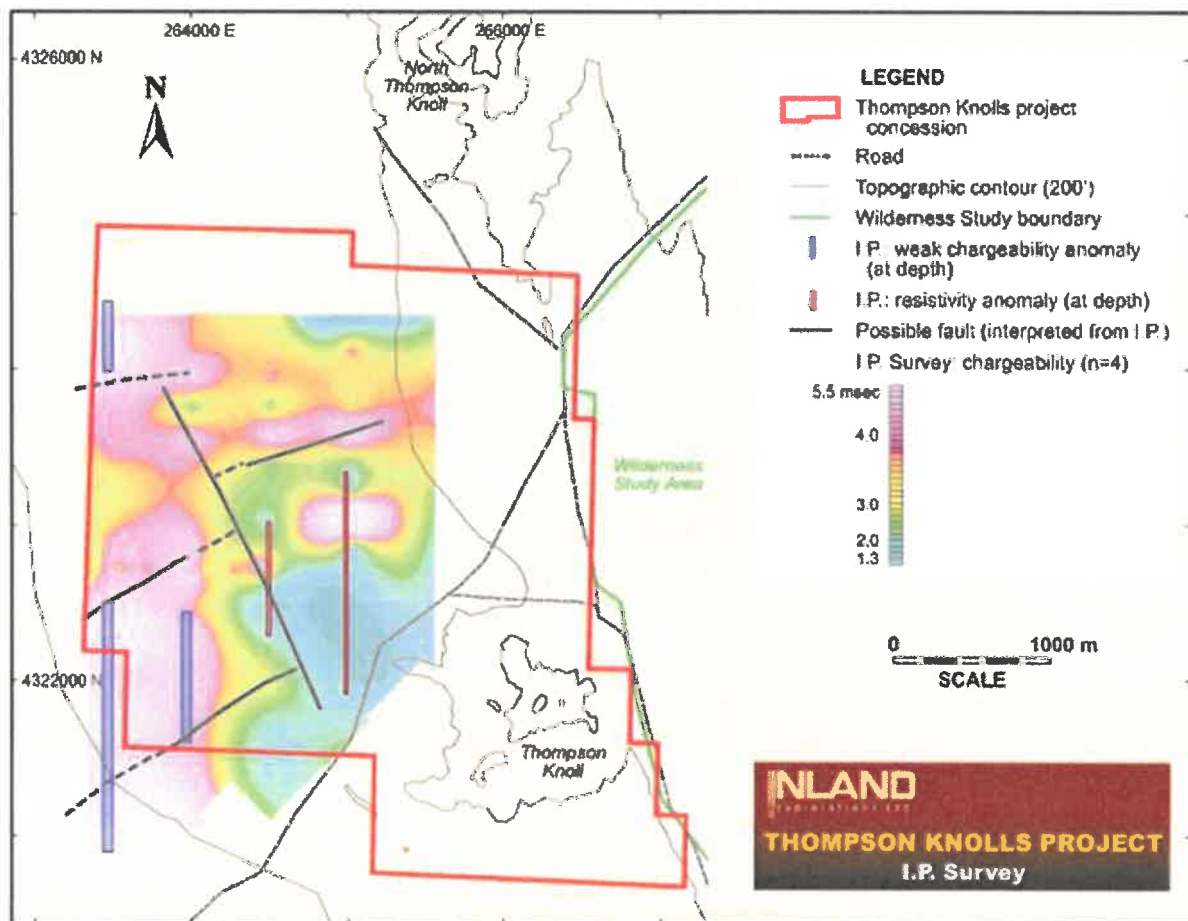 264000 E
266000 E
4326000 N
N
North
Thompson
Knoll
LEGEND
Thompson Knolls project
concession
Road
Topographic contour (200')
Wilderness Study boundary
I.P.: weak chargeability anomaly
(at depth)
I.P.: resistivity anomaly (at depth)
Possible fault (interpreted from I.P.)
I.P. Survey: chargeability (n=4)
5.5 msec
4.0
3.0
2.0
1.3
Wilderness
Study Area
0 1000 m
SCALE
4322000 N
Thompson
Knoll
INLAND
THOMPSON KNOLLS PROJECT
I.P. Survey